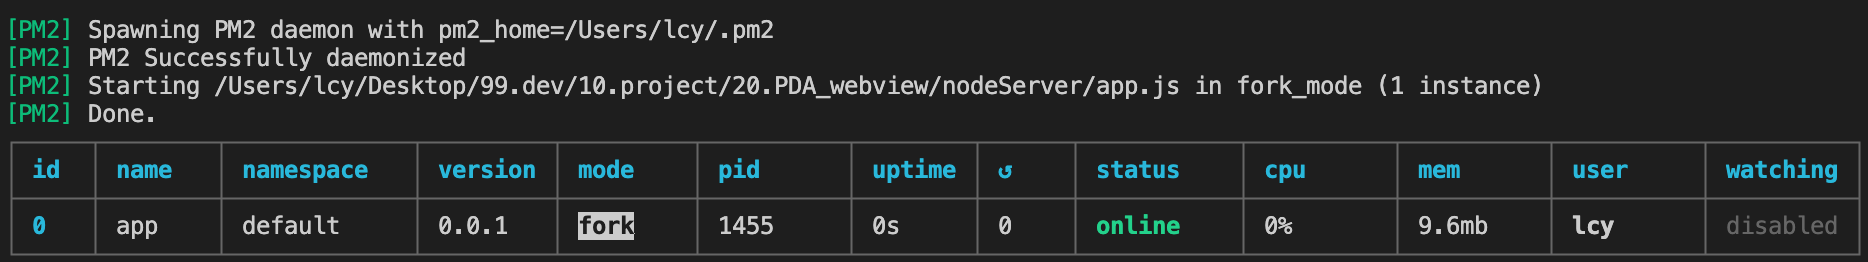 [PM2] Spawning PM2 daemon with pm2_home=/Users/lcy/.pm2
[PM2] PM2 Successfully daemonized
[PM2] Starting /Users/lcy/Desktop/99.dev/10.project/20.PDA_webview/nodeServer/app.js in fork_mode (1 instance)
[PM2] Done.
id name namespace version mode pid uptime ↺ status cpu mem user watching
0 app default 0.0.1 fork 1455 0s 0 online 0% 9.6mb lcy disabled